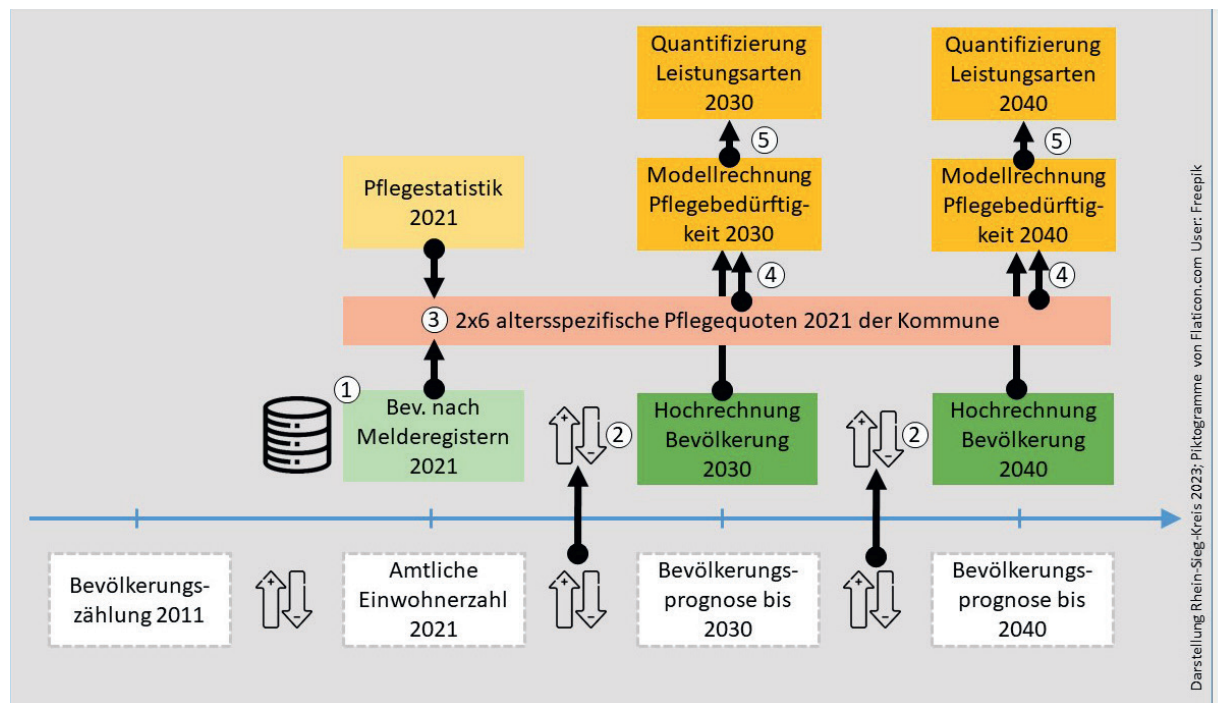 Quantifizierung
Leistungsarten
2030
Quantifizierung
Leistungsarten
2040
5
5
Pflegestatistik
2021
Modellrechnung
Pflegebedürftig-
keit 2030
Modellrechnung
Pflegebedürftig-
keit 2040
4
4
3 2x6 altersspezifische Pflegequoten 2021 der Kommune
1
Bev. nach
Melderegistern
2021
2
Hochrechnung
Bevölkerung
2030
2
Hochrechnung
Bevölkerung
2040
Bevölkerungs-
zählung 2011
Amtliche
Einwohnerzahl
2021
Bevölkerungs-
prognose bis
2030
Bevölkerungs-
prognose bis
2040
Darstellung Rhein-Sieg-Kreis 2023; Piktogramme von Flaticon.com User: Freepik